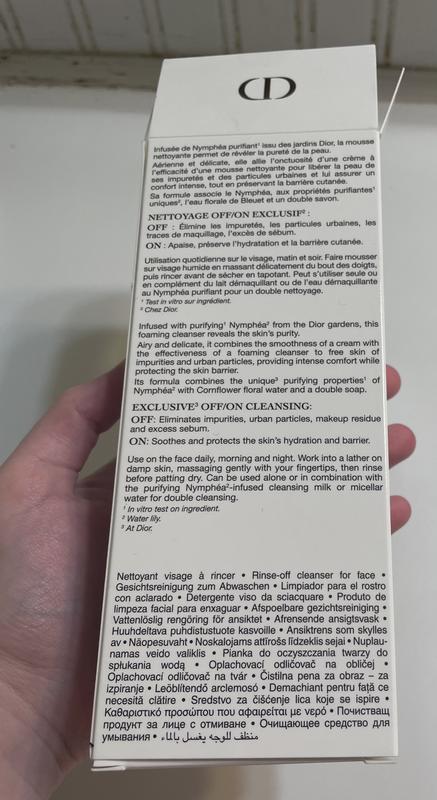 CD
Infusée de Nymphéa purifiant¹ issu des jardins Dior, la mousse
nettoyante permet de révéler la pureté de la peau.
Aérienne et délicate, elle allie l'onctuosité d'une crème à
l'efficacité d'une mousse nettoyante pour libérer la peau de
ses impuretés et des particules urbaines et lui assurer un
confort intense, tout en préservant la barrière cutanée.
Sa formule associe le Nymphéa, aux propriétés purifiantes¹
uniques², l'eau florale de Bleuet et un double savon.
NETTOYAGE OFF/ON EXCLUSIF² :
OFF : Élimine les impuretés, les particules urbaines, les
traces de maquillage, l'excès de sébum.
ON : Apaise, préserve l'hydratation et la barrière cutanée.
Utilisation quotidienne sur le visage, matin et soir. Faire mousser
sur visage humide en massant délicatement du bout des doigts,
puis rincer avant de sécher en tapotant. Peut s'utiliser seule ou
en complément du lait démaquillant ou de l'eau démaquillante
au Nymphéa purifiant pour un double nettoyage.
¹ Test in vitro sur ingrédient.
² Chez Dior.
Infused with purifying¹ Nymphéa² from the Dior gardens, this
foaming cleanser reveals the skin's purity.
Airy and delicate, it combines the smoothness of a cream with
the effectiveness of a foaming cleanser to free skin of
impurities and urban particles, providing intense comfort while
protecting the skin barrier.
Its formula combines the unique³ purifying properties¹ of
Nymphéa² with Cornflower floral water and a double soap.
EXCLUSIVE³ OFF/ON CLEANSING:
OFF: Eliminates impurities, urban particles, makeup residue
and excess sebum.
ON: Soothes and protects the skin's hydration and barrier.
Use on the face daily, morning and night. Work into a lather on
damp skin, massaging gently with your fingertips, then rinse
before patting dry. Can be used alone or in combination with
the purifying Nymphéa²-infused cleansing milk or micellar
water for double cleansing.
¹ In vitro test on ingredient.
² Water lily.
³ At Dior.
Nettoyant visage à rincer • Rinse-off cleanser for face •
Gesichtsreinigung zum Abwaschen • Limpiador para el rostro
con aclarado • Detergente viso da sciacquare • Produto de
limpeza facial para enxaguar • Afspoelbare gezichtsreiniging •
Vattenlöslig rengöring för ansiktet • Afrensende ansigtsvask •
Huuhdeltava puhdistustuote kasvoille • Ansiktrens som skylles
av • Näopesuvaht • Noskalojams attīrošs līdzeklis sejai • Nuplau-
namas veido valiklis • Pianka do oczyszczania twarzy do
spłukania wodą • Oplachovací odličovač na obličej •
Oplachovací odličovač na tvár • Čistilna pena za obraz – za
izpiranje • Leöblítendő arclemosó • Demachiant pentru față ce
necesită clătire • Sredstvo za čišćenje lica koje se ispire •
Καθαριστικό προσώπου που αφαιρείται με νερό • Почистващ
продукт за лице с отмиване • Очищающее средство для
умывания • منظف للوجه يغسل بالماء